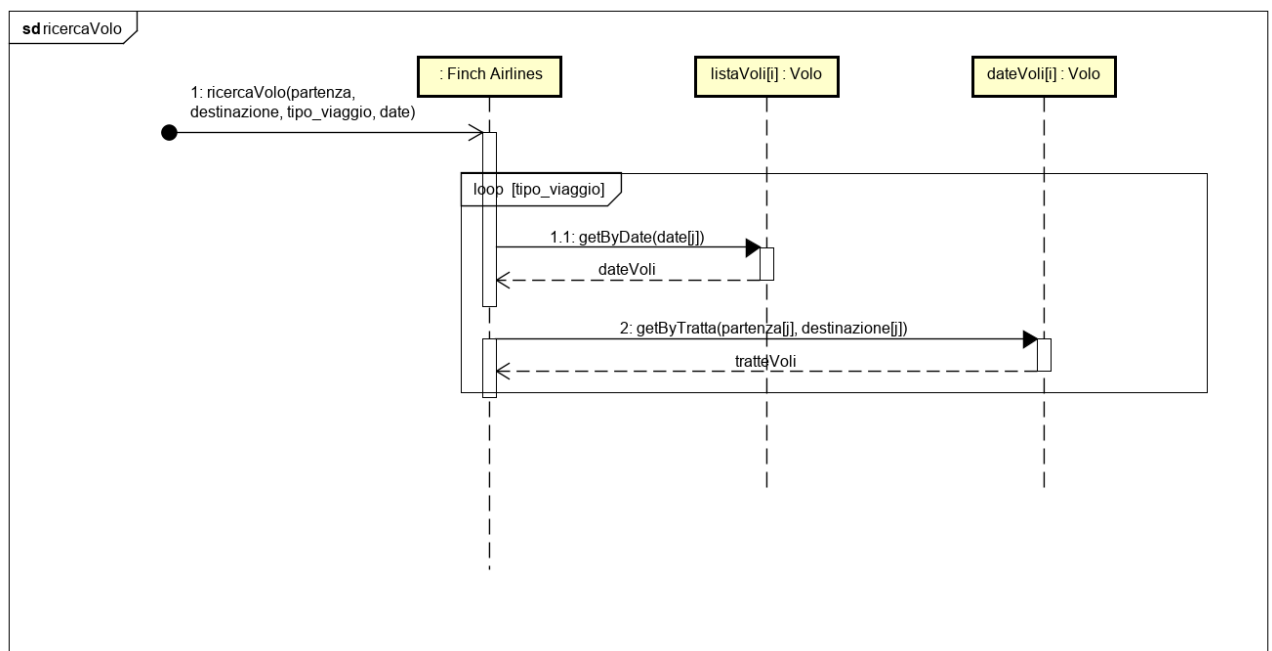 sd ricercaVolo
: Finch Airlines
listaVoli[i] : Volo
dateVoli[i] : Volo
1: ricercaVolo(partenza,
destinazione, tipo_viaggio, date)
loop [tipo_viaggio]
1.1: getByDate(date[j])
dateVoli
2: getByTratta(partenza[j], destinazione[j])
tratteVoli